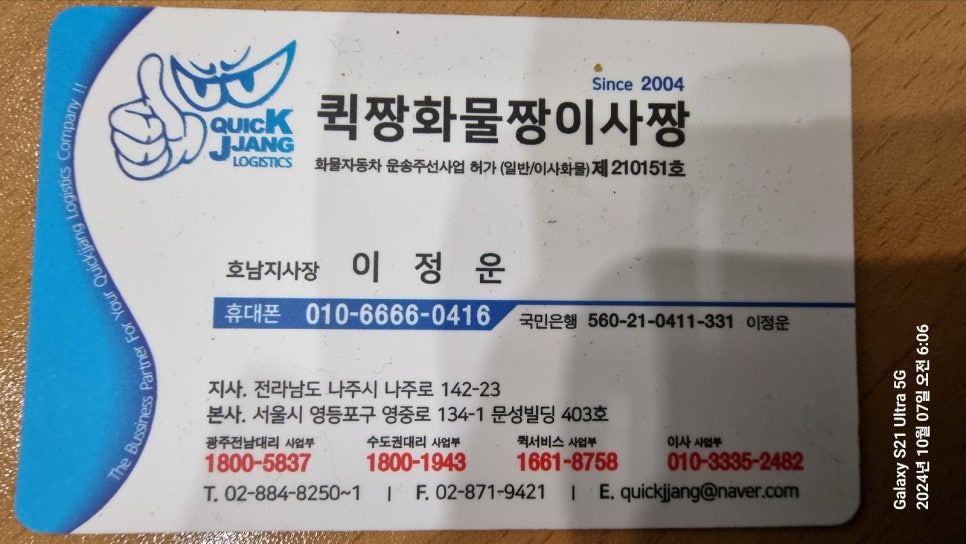 The Bussiness Partner For Your Quickjjang Logistics Company !!
QUICK
JJANG
LOGISTICS
Since 2004
퀵짱화물짱이사짱
화물자동차 운송주선사업 허가 (일반/이사화물) 제210151호
호남지사장 이 정 운
휴대폰 010-6666-0416 국민은행 560-21-0411-331 이정운
지사. 전라남도 나주시 나주로 142-23
본사. 서울시 영등포구 영중로 134-1 문성빌딩 403호
광주전남대리 사업부 수도권대리 사업부 퀵서비스 사업부 이사 사업부
1800-5837 1800-1943 1661-8758 010-3335-2482
T. 02-884-8250~1 | F. 02-871-9421 | E. quickjjang@naver.com
Galaxy S21 Ultra 5G
2024년 10월 07일 오전 6:06